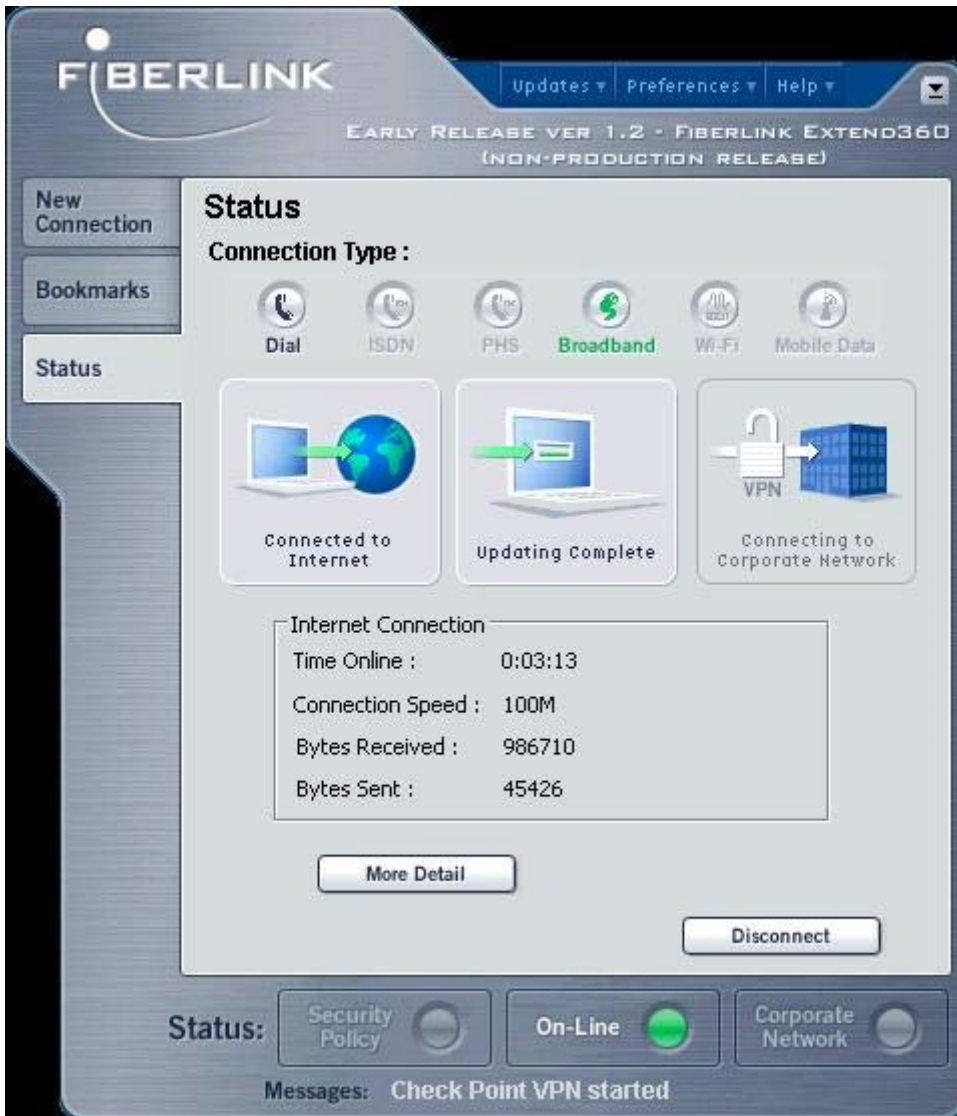 FIBERLINK
Updates Preferences Help
EARLY RELEASE VER 1.2 - FIBERLINK EXTEND360
(NON-PRODUCTION RELEASE)
New
Connection
Bookmarks
Status
Status
Connection Type :
Dial ISDN PHS Broadband Wi-Fi Mobile Data
Connected to
Internet
Updating Complete
VPN
Connecting to
Corporate Network
Internet Connection
Time Online : 0:03:13
Connection Speed : 100M
Bytes Received : 986710
Bytes Sent : 45426
More Detail
Disconnect
Status:
Security
Policy
On-Line
Corporate
Network
Messages: Check Point VPN started